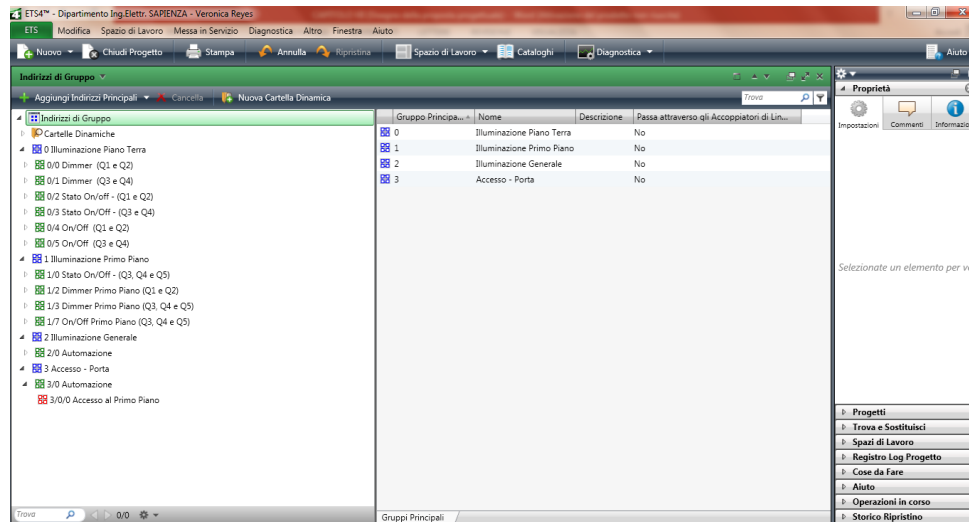 ETS4™ - Dipartimento Ing.Elettr. SAPIENZA - Veronica Reyes
ETS Modifica Spazio di Lavoro Messa in Servizio Diagnostica Altro Finestra Aiuto
Nuovo Chiudi Progetto Stampa Annulla Ripristina Spazio di Lavoro Cataloghi Diagnostica Aiuto
Indirizzi di Gruppo
Aggiungi Indirizzi Principali Cancella Nuova Cartella Dinamica Trova
Indirizzi di Gruppo
Cartelle Dinamiche
0 Illuminazione Piano Terra
0/0 Dimmer (Q1 e Q2)
0/1 Dimmer (Q3 e Q4)
0/2 Stato On/off - (Q1 e Q2)
0/3 Stato On/Off - (Q3 e Q4)
0/4 On/Off (Q1 e Q2)
0/5 On/Off (Q3 e Q4)
1 Illuminazione Primo Piano
1/0 Stato On/Off - (Q3, Q4 e Q5)
1/2 Dimmer Primo Piano (Q1 e Q2)
1/3 Dimmer Primo Piano (Q3, Q4 e Q5)
1/7 On/Off Primo Piano (Q3, Q4 e Q5)
2 Illuminazione Generale
2/0 Automazione
3 Accesso - Porta
3/0 Automazione
3/0/0 Accesso al Primo Piano
Trova 0/0
Gruppo Principa... Nome Descrizione Passa attraverso gli Accoppiatori di Lin...
0 Illuminazione Piano Terra No
1 Illuminazione Primo Piano No
2 Illuminazione Generale No
3 Accesso - Porta No
Gruppi Principali
Proprietà
Impostazioni Commenti Informazio
Selezionate un elemento per v
Progetti
Trova e Sostituisci
Spazi di Lavoro
Registro Log Progetto
Cose da Fare
Aiuto
Operazioni in corso
Storico Ripristino